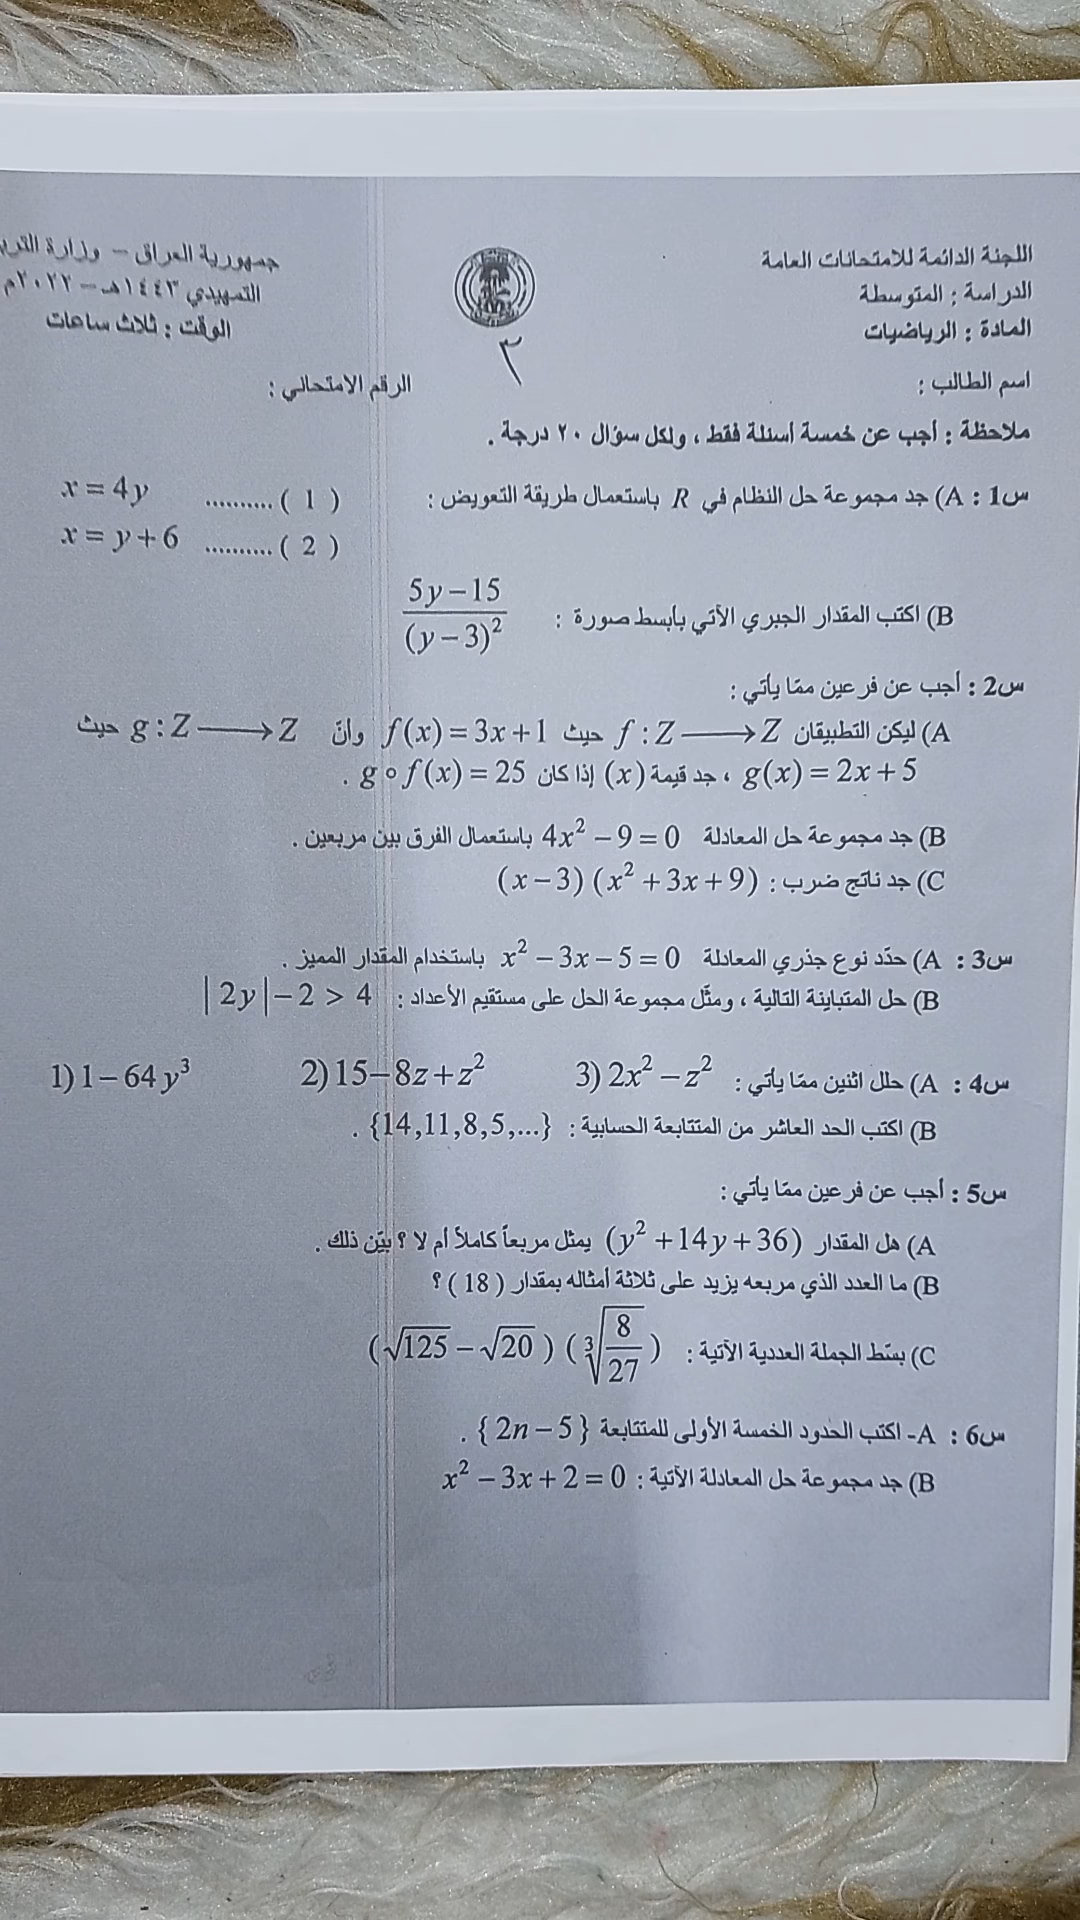 اللجنة الدائمة للامتحانات العامة
الدراسة : المتوسطة
المادة : الرياضيات
جمهورية العراق – وزارة
التمهيدي ١٤٤٣هـ – ٢٠٢٢م
الوقت : ثلاث ساعات
٢
اسم الطالب : الرقم الامتحاني :
ملاحظة : أجب عن خمسة أسئلة فقط ، ولكل سؤال ٢٠ درجة .
س1 : A) جد مجموعة حل النظام في R باستعمال طريقة التعويض : x = 4y ..........( 1 )
x = y + 6 ..........( 2 )
B) اكتب المقدار الجبري الآتي بأبسط صورة : (5y – 15)/(y – 3)²
س2 : أجب عن فرعين ممّا يأتي :
A) ليكن التطبيقان f : Z ⟶ Z حيث f(x) = 3x + 1 وانّ g : Z ⟶ Z حيث
g(x) = 2x + 5 ، جد قيمة (x) إذا كان g ∘ f(x) = 25 .
B) جد مجموعة حل المعادلة 4x² – 9 = 0 باستعمال الفرق بين مربعين .
C) جد ناتج ضرب : (x – 3) (x² + 3x + 9)
س3 : A) حدّد نوع جذري المعادلة x² – 3x – 5 = 0 باستخدام المقدار المميز .
B) حل المتباينة التالية ، ومثّل مجموعة الحل على مستقيم الأعداد : | 2y | – 2 > 4
س4 : A) حلل اثنين ممّا يأتي : 1) 1 – 64y³ 2) 15 – 8z + z² 3) 2x² – z²
B) اكتب الحد العاشر من المتتابعة الحسابية : {14,11,8,5,...} .
س5 : أجب عن فرعين ممّا يأتي :
A) هل المقدار (y² + 14y + 36) يمثل مربعاً كاملاً أم لا ؟ بيّن ذلك .
B) ما العدد الذي مربعه يزيد على ثلاثة أمثاله بمقدار ( 18 ) ؟
C) بسّط الجملة العددية الآتية : (√125 – √20) (∛(8/27))
س6 : A- اكتب الحدود الخمسة الأولى للمتتابعة { 2n – 5 } .
B) جد مجموعة حل المعادلة الآتية : x² – 3x + 2 = 0